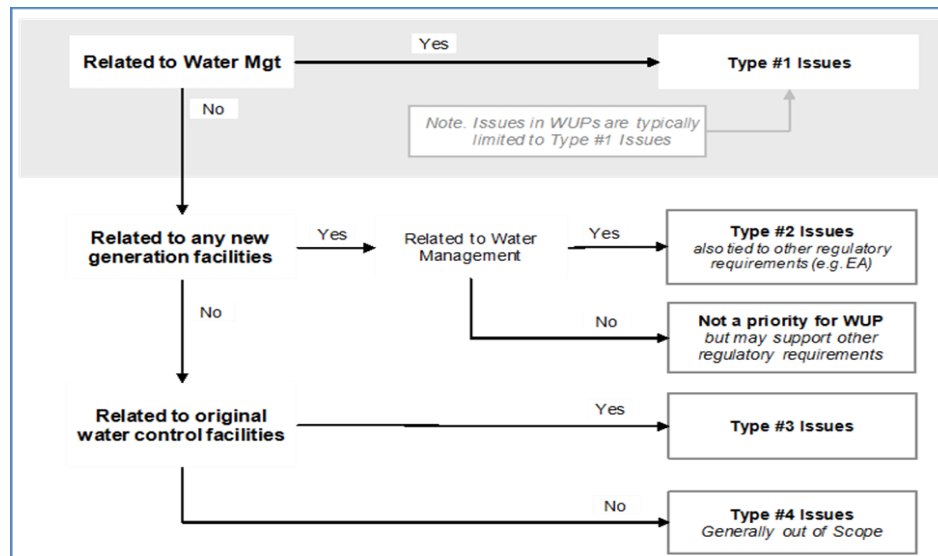 Yes
Related to Water Mgt
Type #1 Issues
No
Note. Issues in WUPs are typically
limited to Type #1 Issues
Related to any new
generation facilities
Yes
Related to Water
Management
Yes
Type #2 Issues
also tied to other regulatory
requirements (e.g. EA)
No
No
Not a priority for WUP
but may support other
regulatory requirements
Related to original
water control facilities
Yes
Type #3 Issues
No
Type #4 Issues
Generally out of Scope